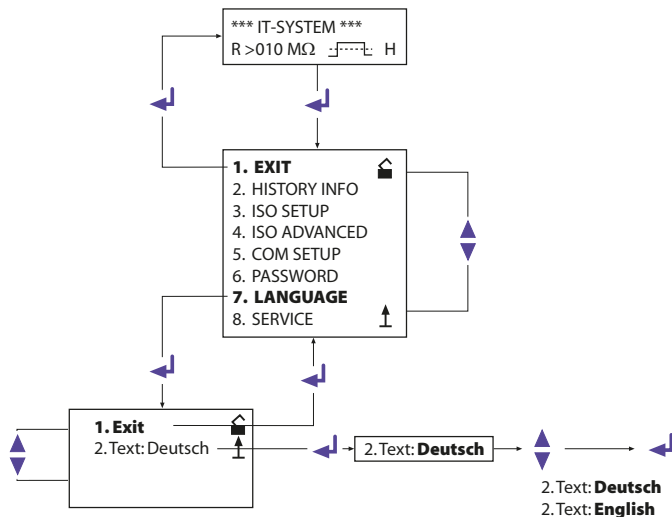 *** IT-SYSTEM ***
R >010 MΩ H
1. EXIT
2. HISTORY INFO
3. ISO SETUP
4. ISO ADVANCED
5. COM SETUP
6. PASSWORD
7. LANGUAGE
8. SERVICE
1. Exit
2. Text: Deutsch
2. Text: Deutsch
2. Text: Deutsch
2. Text: English